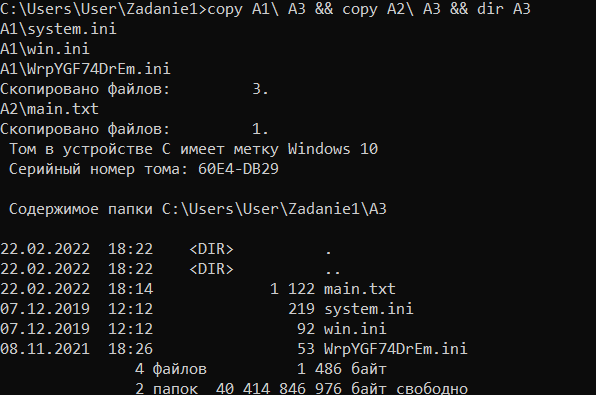 C:\Users\User\Zadanie1>copy A1\ A3 && copy A2\ A3 && dir A3
A1\system.ini
A1\win.ini
A1\WrpYGF74DrEm.ini
Скопировано файлов:         3.
A2\main.txt
Скопировано файлов:         1.
 Том в устройстве C имеет метку Windows 10
 Серийный номер тома: 60E4-DB29

 Содержимое папки C:\Users\User\Zadanie1\A3

22.02.2022  18:22    <DIR>          .
22.02.2022  18:22    <DIR>          ..
22.02.2022  18:14             1 122 main.txt
07.12.2019  12:12               219 system.ini
07.12.2019  12:12                92 win.ini
08.11.2021  18:26                53 WrpYGF74DrEm.ini
               4 файлов          1 486 байт
               2 папок  40 414 846 976 байт свободно